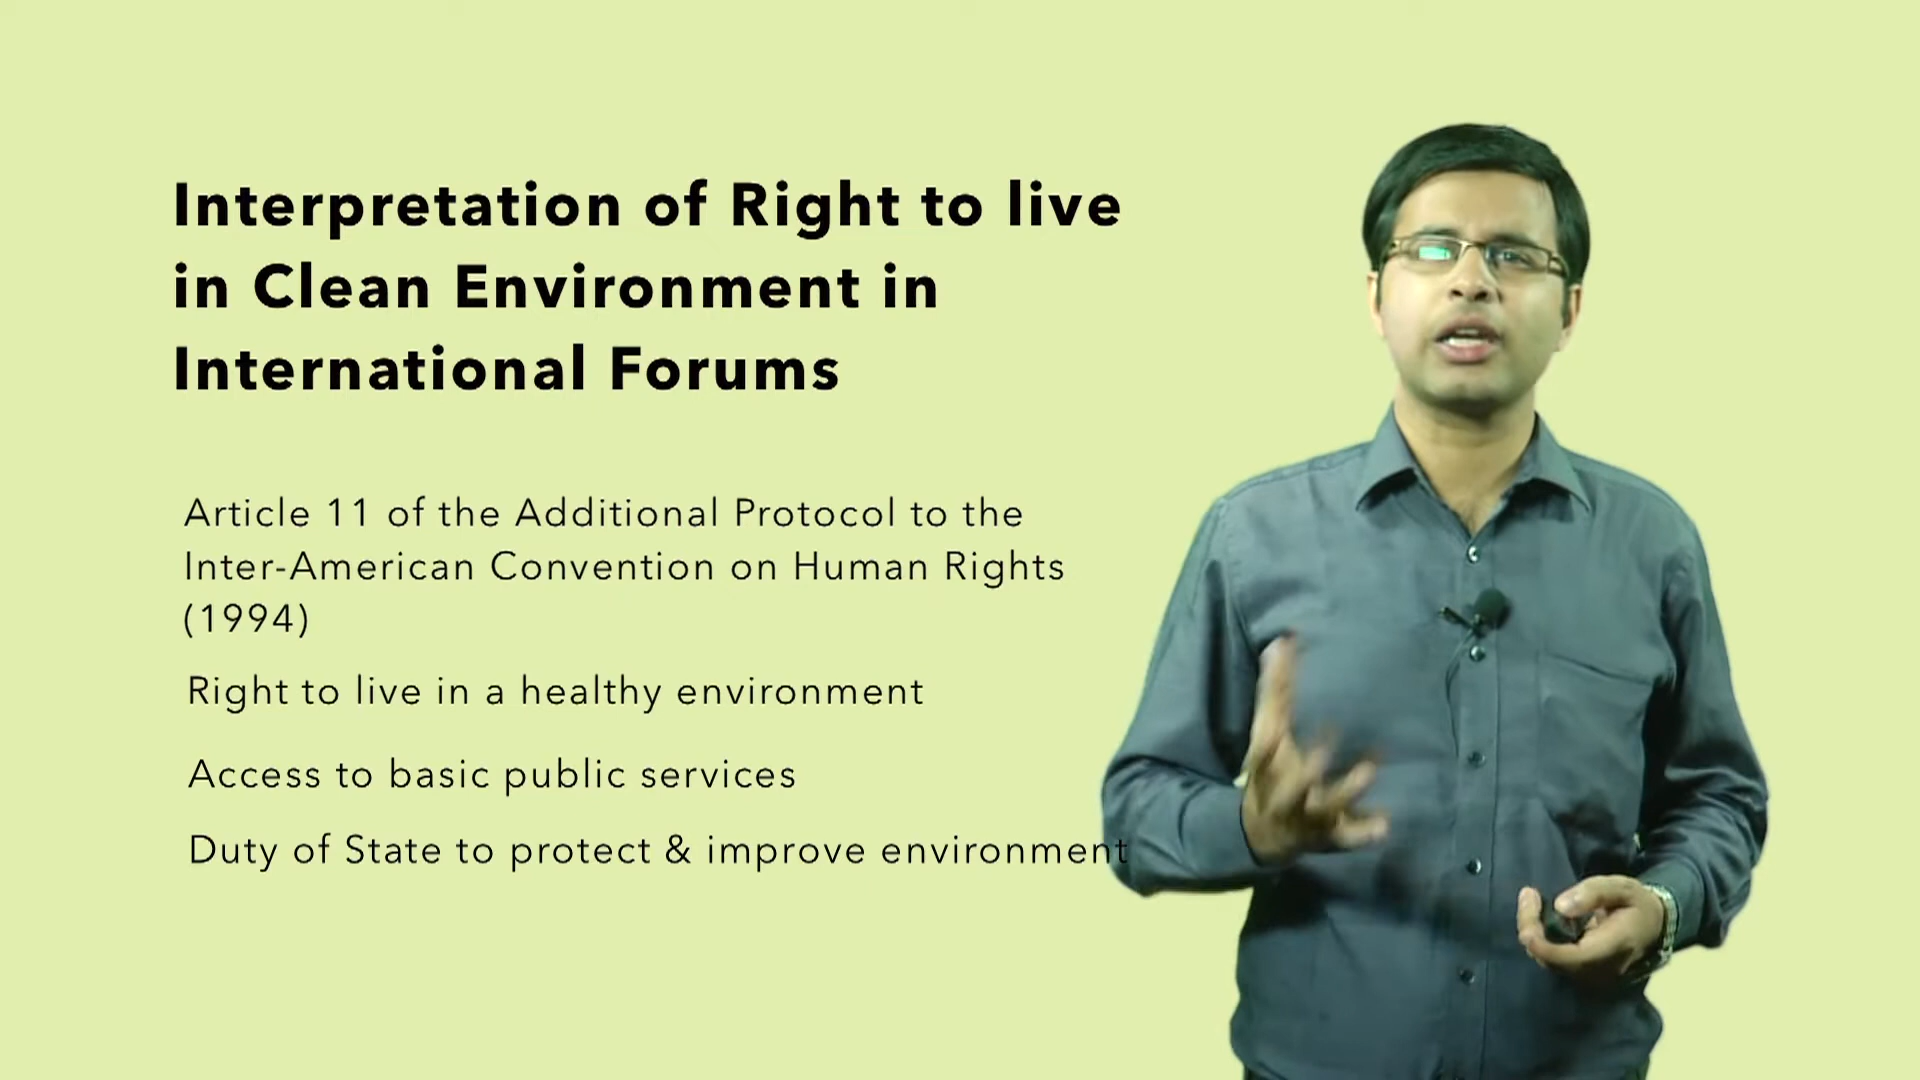 Interpretation of Right to live
in Clean Environment in
International Forums
Article 11 of the Additional Protocol to the
Inter-American Convention on Human Rights
(1994)
Right to live in a healthy environment
Access to basic public services
Duty of State to protect & improve environment